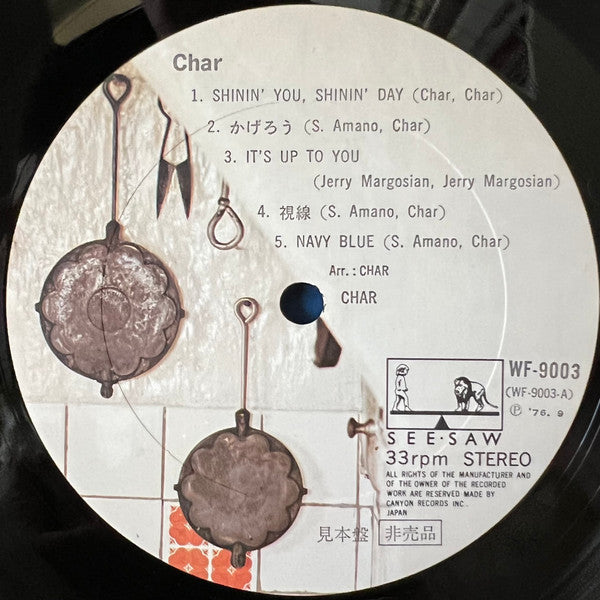 Char
1. SHININ' YOU, SHININ' DAY (Char, Char)
2. かげろう (S. Amano, Char)
3. IT'S UP TO YOU
(Jerry Margosian, Jerry Margosian)
4. 視線 (S. Amano, Char)
5. NAVY BLUE (S. Amano, Char)
Arr.: CHAR
CHAR
WF-9003
(WF-9003-A)
Ⓟ '76. 9
SEE·SAW
33rpm STEREO
ALL RIGHTS OF THE MANUFACTURER AND
OF THE OWNER OF THE RECORDED
WORK ARE RESERVED MADE BY
CANYON RECORDS INC.,
JAPAN
見本盤 非売品